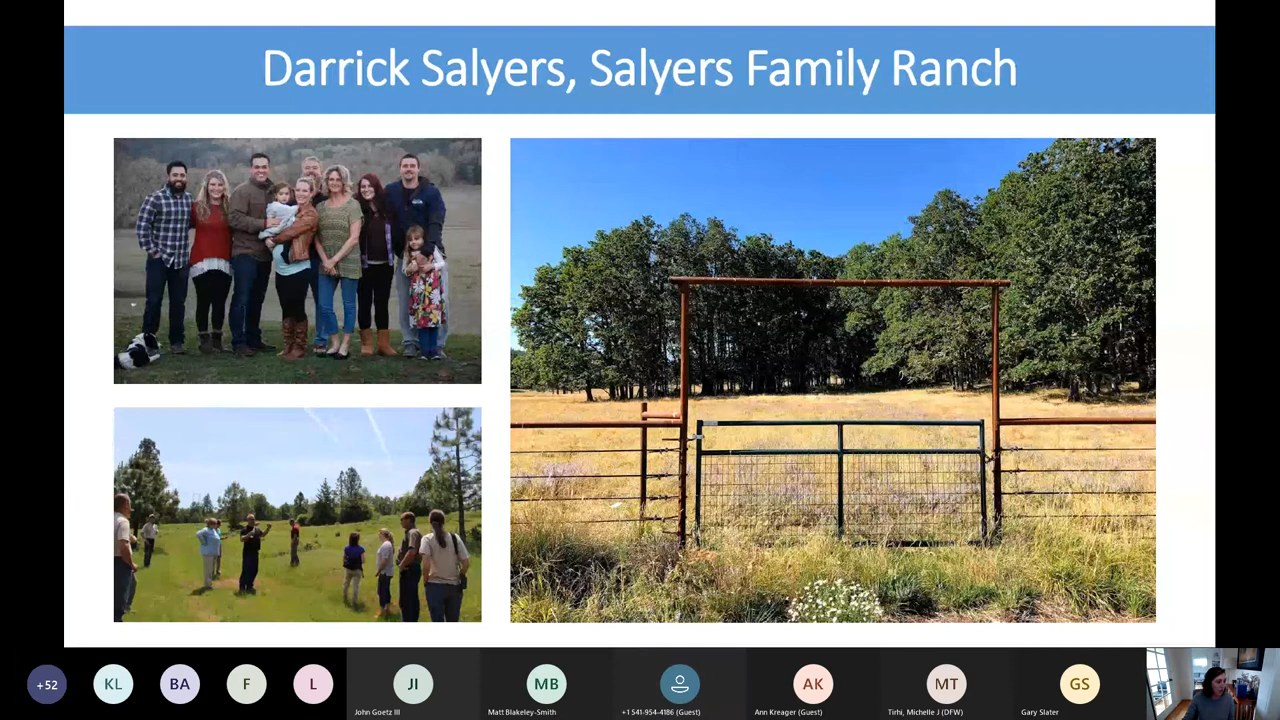 Darrick Salyers, Salyers Family Ranch
+52
KL
BA
F
L
JI
MB
AK
MT
GS
John Goetz III
Matt Blakeley-Smith
+1 541-954-4186 (Guest)
Ann Kreager (Guest)
Tirhi, Michelle J (DFW)
Gary Slater